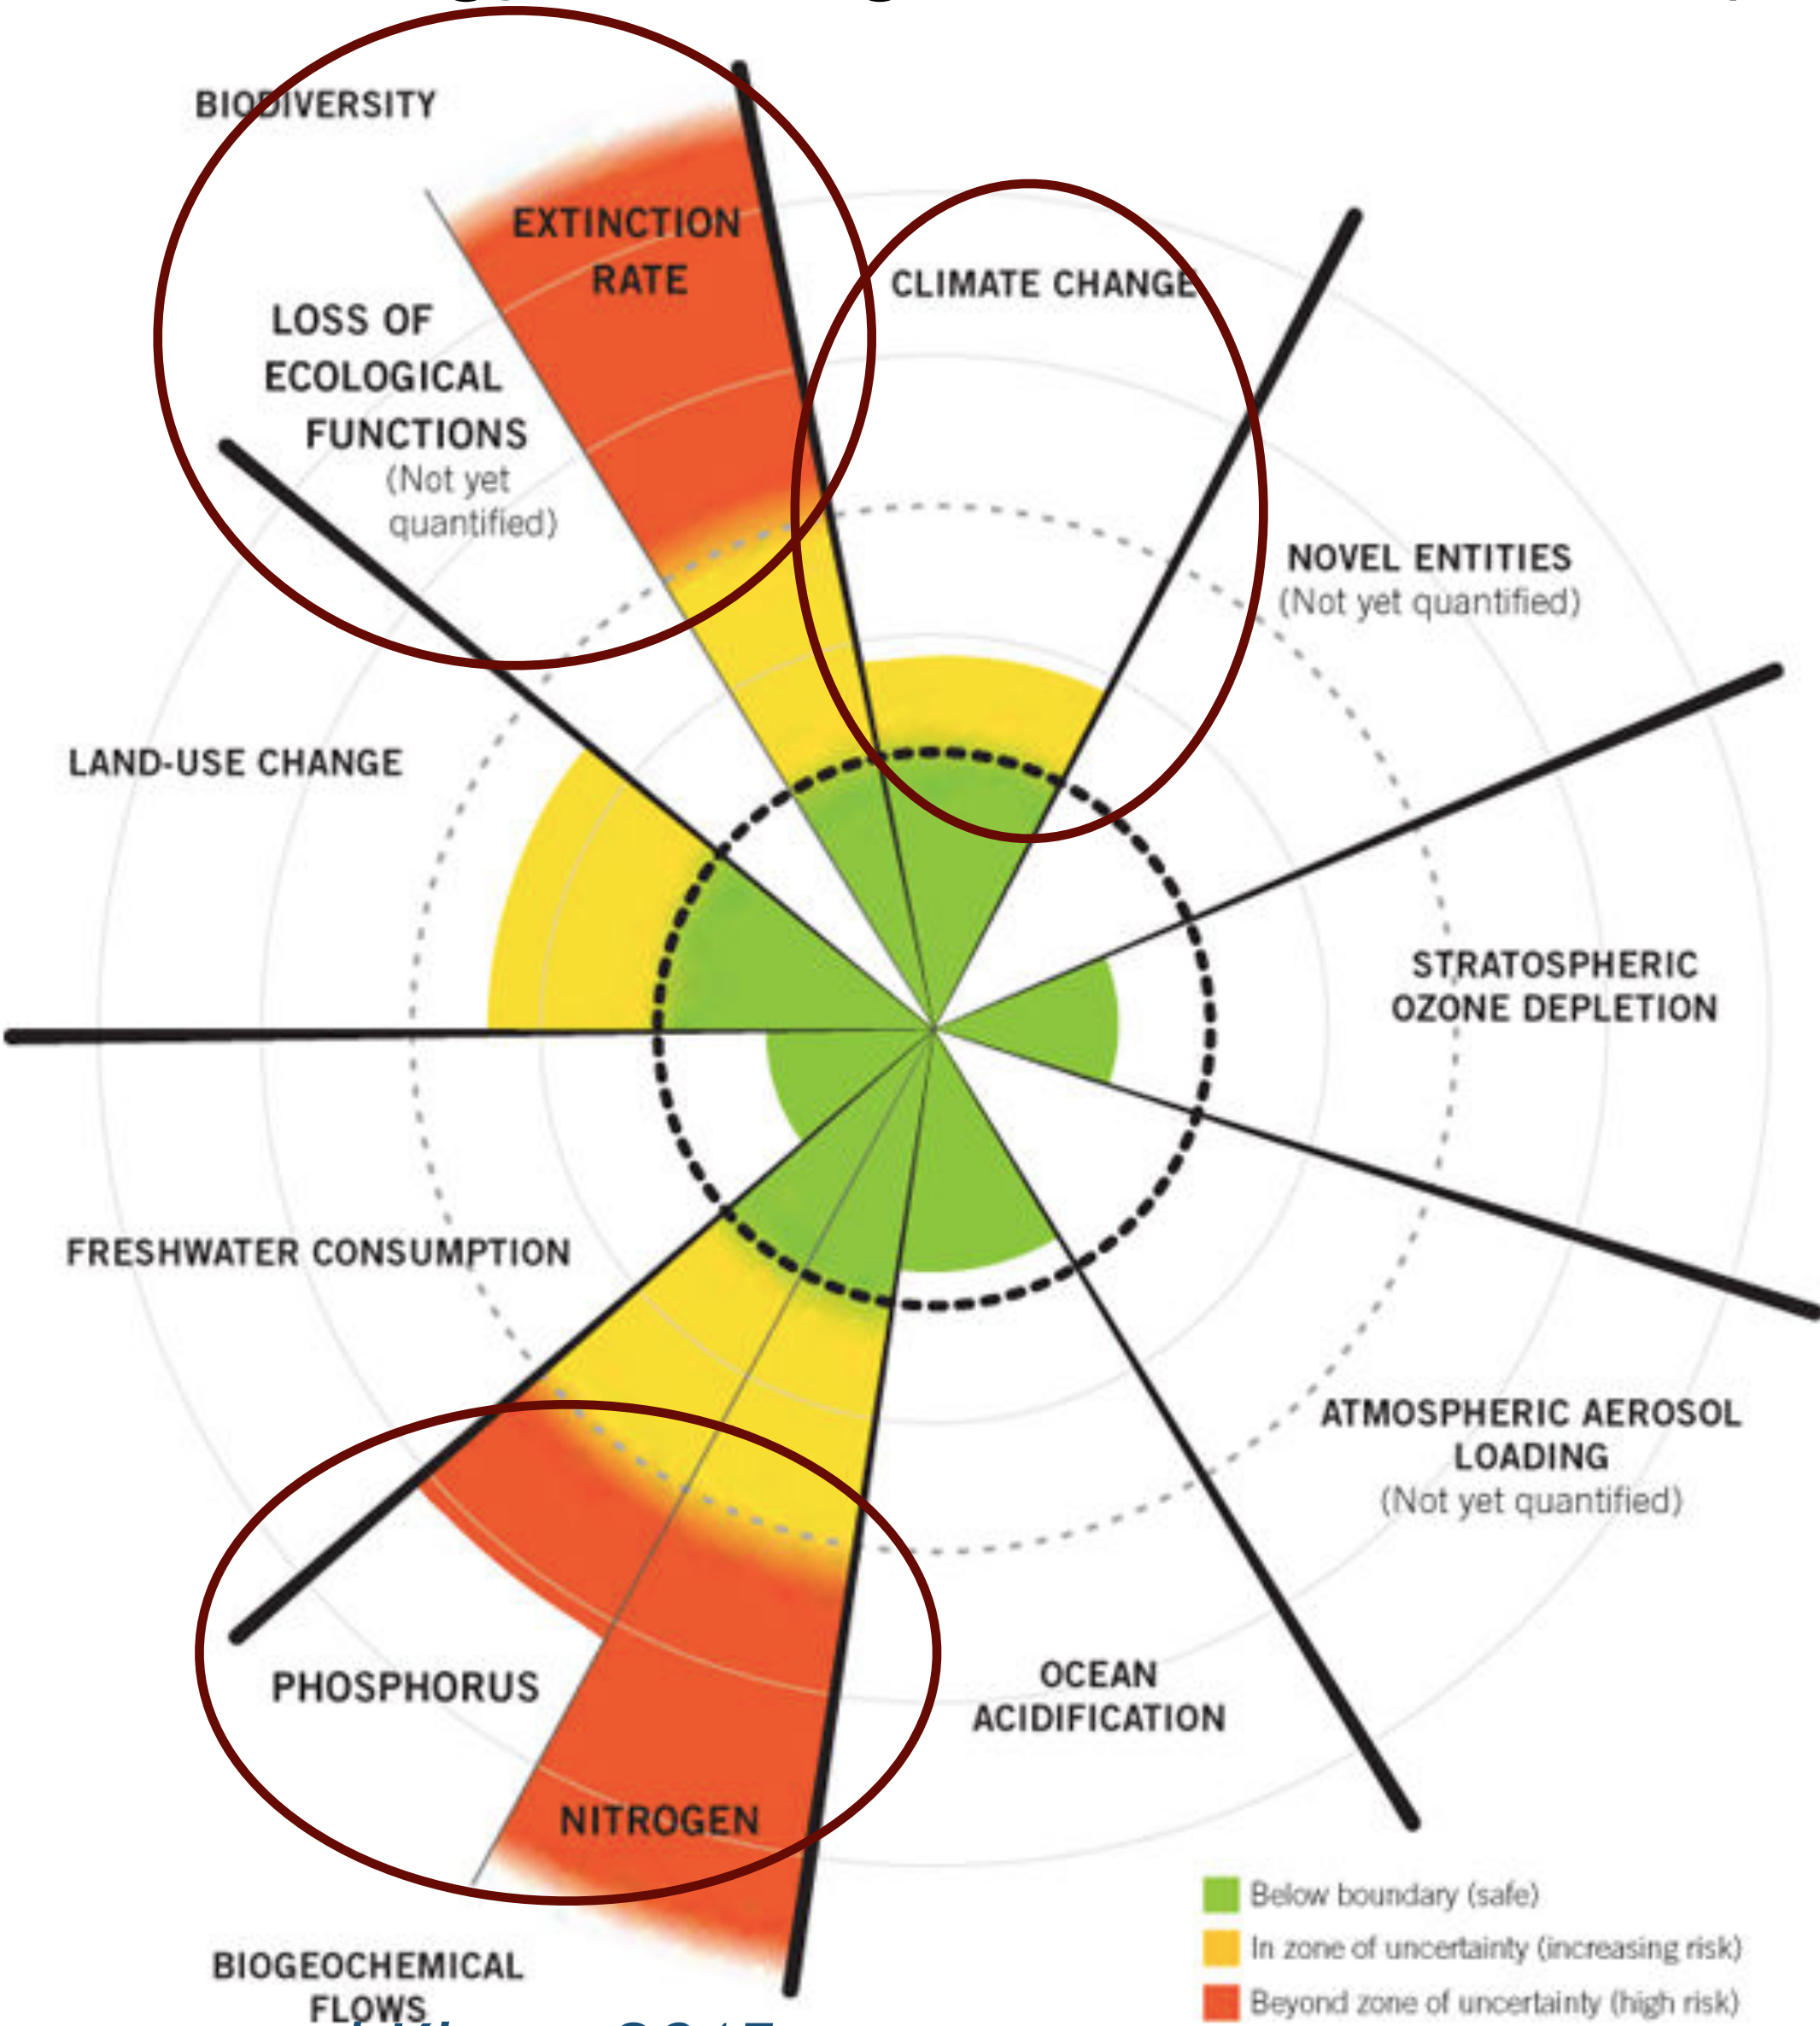 BIODIVERSITY
EXTINCTION
RATE
LOSS OF
ECOLOGICAL
FUNCTIONS
(Not yet
quantified)
CLIMATE CHANGE
NOVEL ENTITIES
(Not yet quantified)
LAND-USE CHANGE
STRATOSPHERIC
OZONE DEPLETION
FRESHWATER CONSUMPTION
ATMOSPHERIC AEROSOL
LOADING
(Not yet quantified)
PHOSPHORUS
OCEAN
ACIDIFICATION
NITROGEN
BIOGEOCHEMICAL
FLOWS
Below boundary (safe)
In zone of uncertainty (increasing risk)
Beyond zone of uncertainty (high risk)